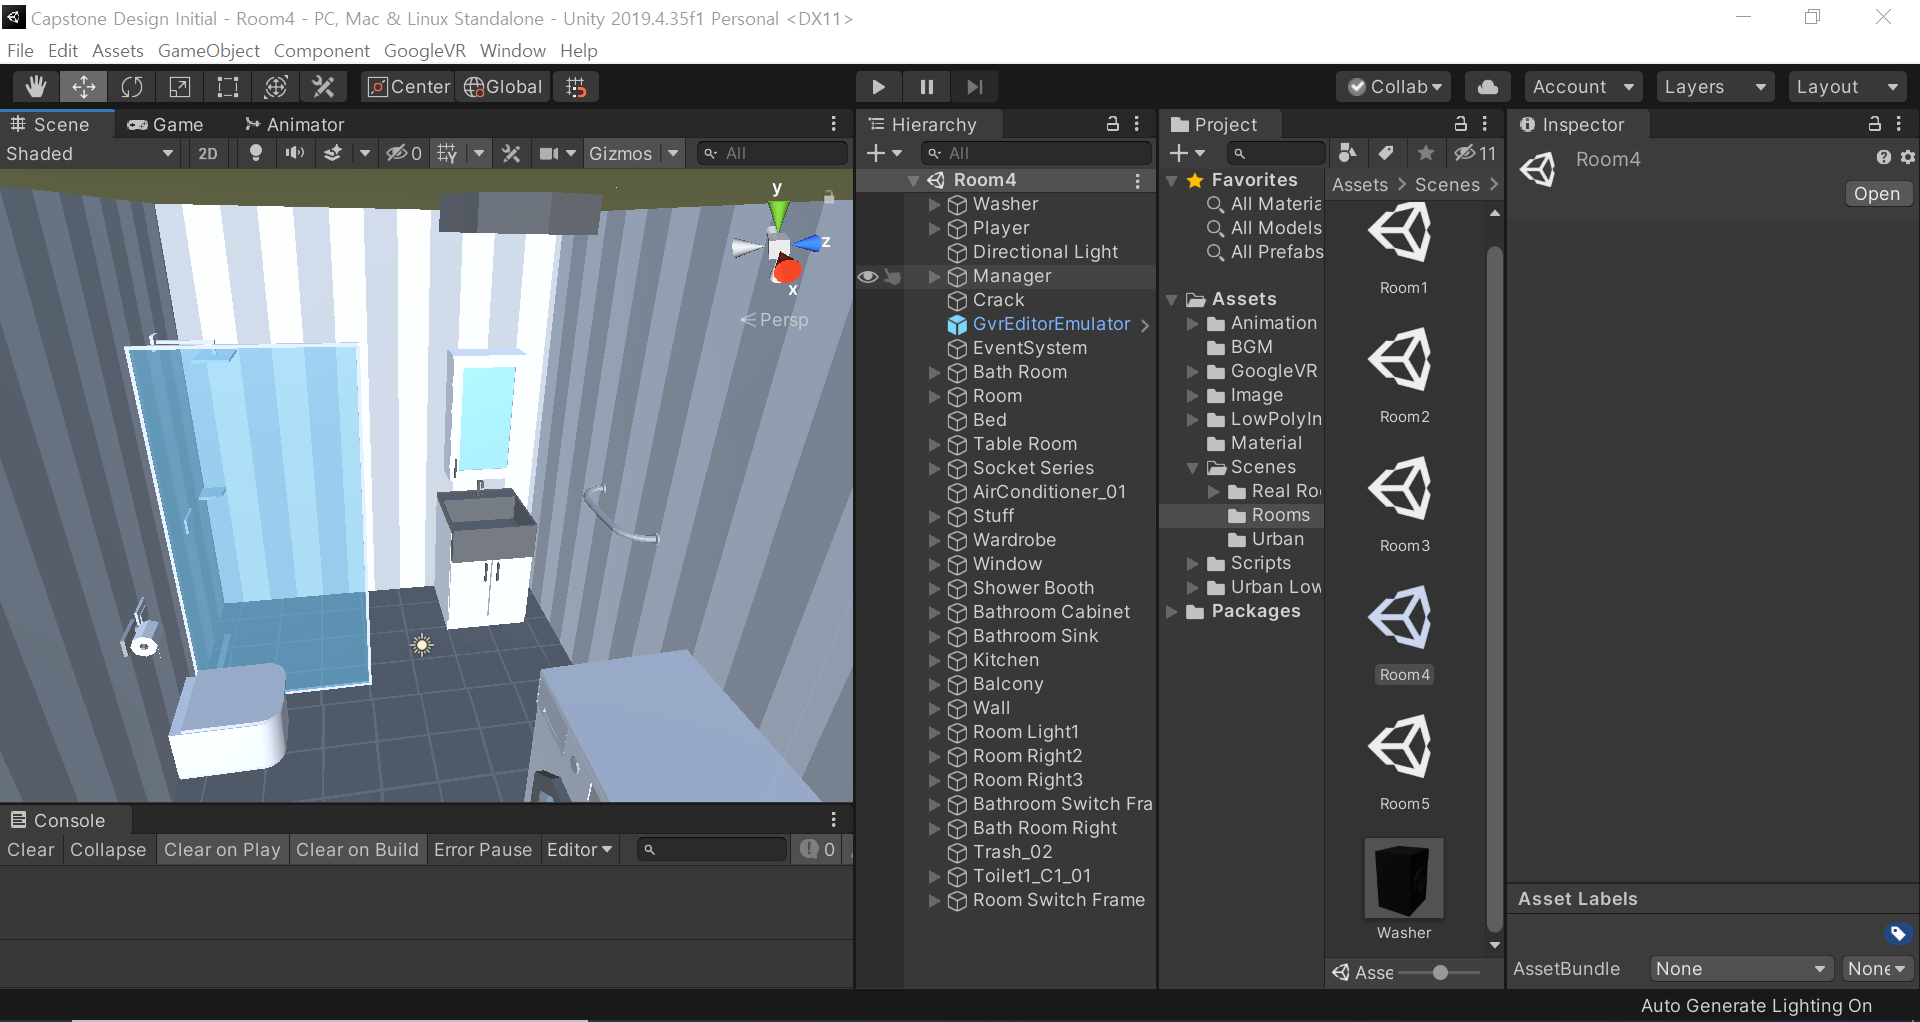 Capstone Design Initial - Room4 - PC, Mac & Linux Standalone - Unity 2019.4.35f1 Personal <DX11>
File Edit Assets GameObject Component GoogleVR Window Help
Center Global Collab Account Layers Layout
Scene Game Animator
Shaded 2D 0 Gizmos All
y
z
x
Persp
Console
Clear Collapse Clear on Play Clear on Build Error Pause Editor 0
Hierarchy
All
Room4
Washer
Player
Directional Light
Manager
Crack
GvrEditorEmulator
EventSystem
Bath Room
Room
Bed
Table Room
Socket Series
AirConditioner_01
Stuff
Wardrobe
Window
Shower Booth
Bathroom Cabinet
Bathroom Sink
Kitchen
Balcony
Wall
Room Light1
Room Right2
Room Right3
Bathroom Switch Fra
Bath Room Right
Trash_02
Toilet1_C1_01
Room Switch Frame
Project
11
Favorites
All Materia
All Models
All Prefabs
Assets
Animation
BGM
GoogleVR
Image
LowPolyIn
Material
Scenes
Real Ro
Rooms
Urban
Scripts
Urban Low
Packages
Assets > Scenes >
Room1
Room2
Room3
Room4
Room5
Washer
Asse
Inspector
Room4
Open
Asset Labels
AssetBundle None None
Auto Generate Lighting On